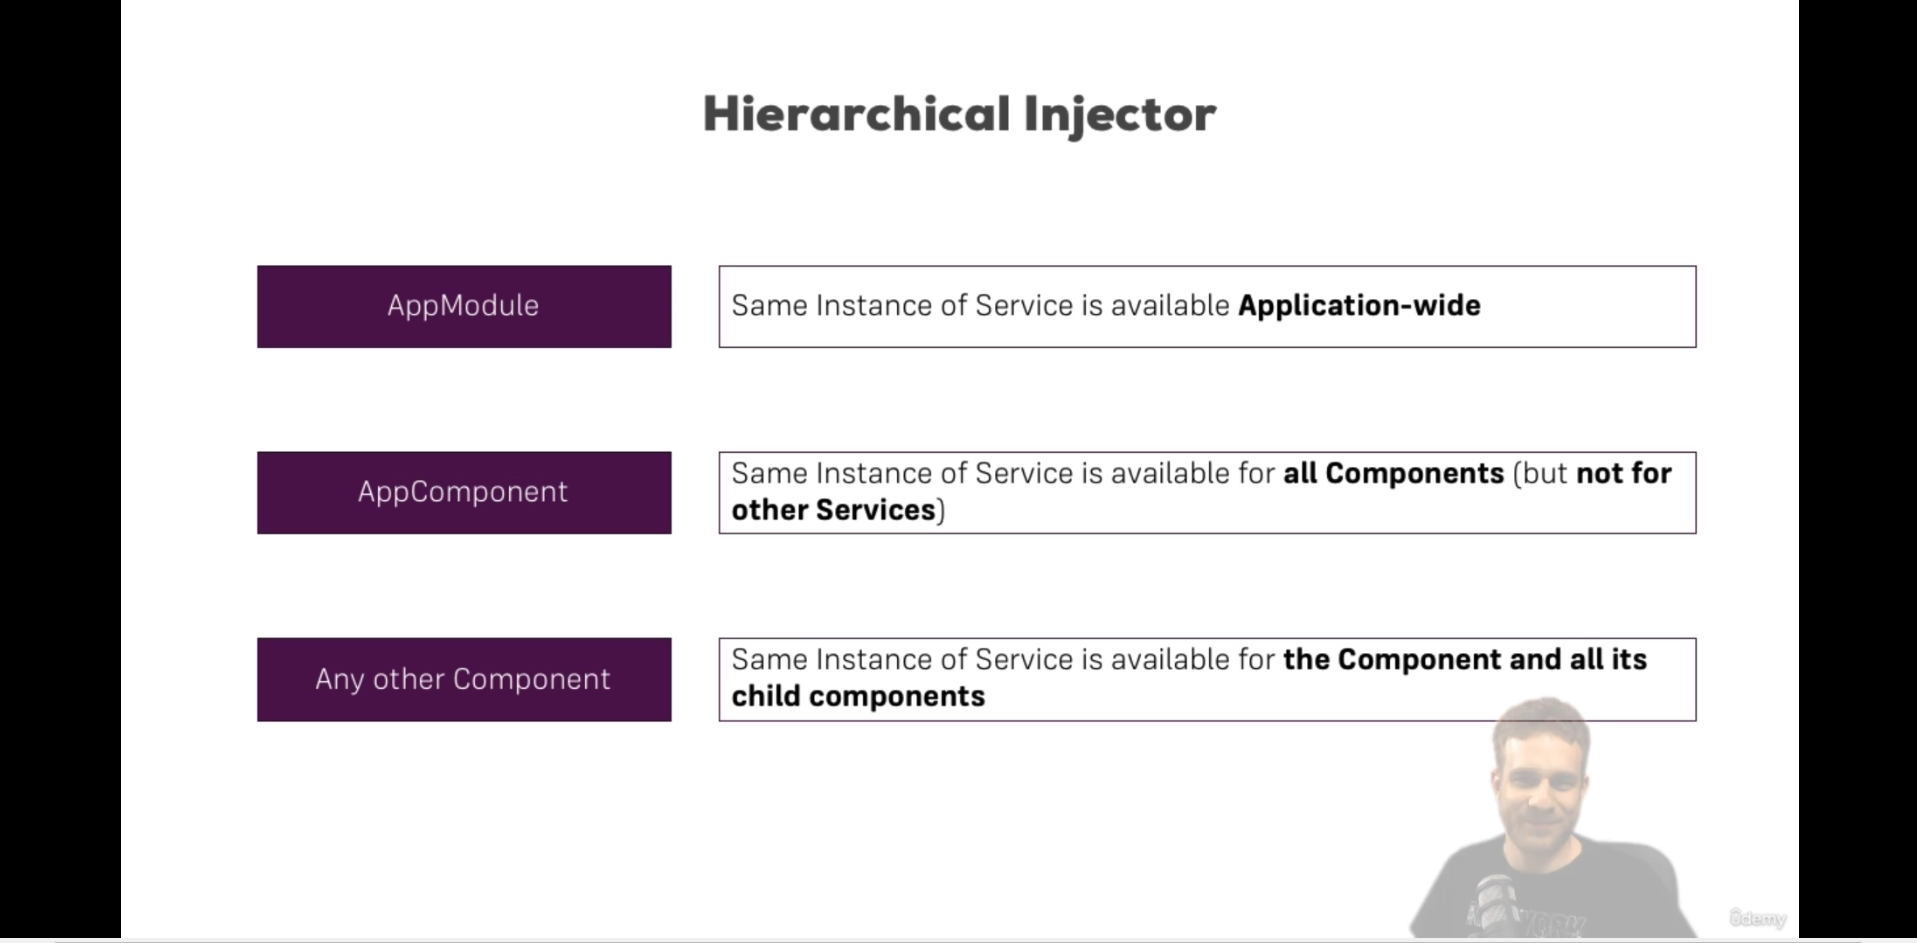 Hierarchical Injector
AppModule
Same Instance of Service is available Application-wide
AppComponent
Same Instance of Service is available for all Components (but not for
other Services)
Any other Component
Same Instance of Service is available for the Component and all its
child components
WORK
ûdemy